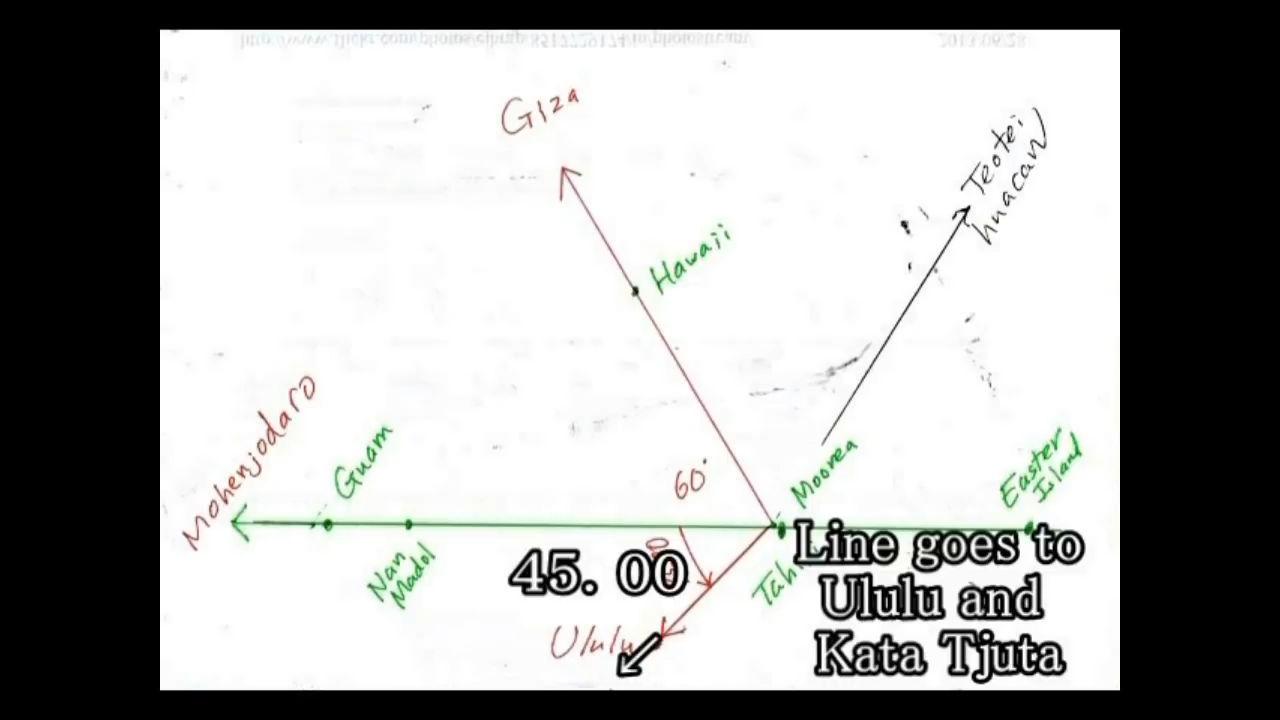 Giza
Teotei
huacan
Hawaii
Mohenjodaro
Guam
60°
Moorea
Easter
Island
Nan
Madol
45. 00
Line goes to
Ululu and
Kata Tjuta
Ululu